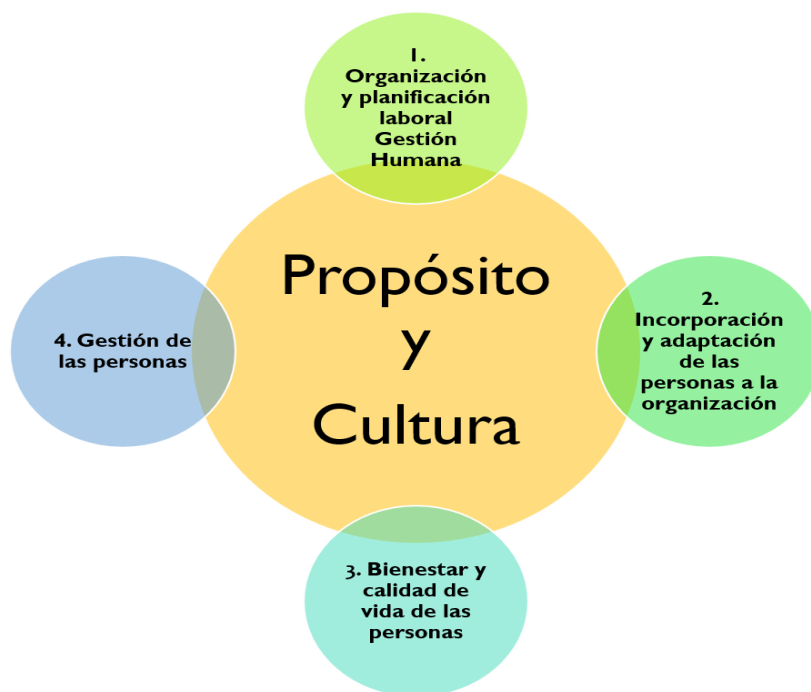 1.
Organización
y planificación
laboral
Gestión
Humana
Propósito
y
Cultura
2.
Incorporación
y adaptación
de las
personas a la
organización
3. Bienestar y
calidad de
vida de las
personas
4. Gestión de
las personas